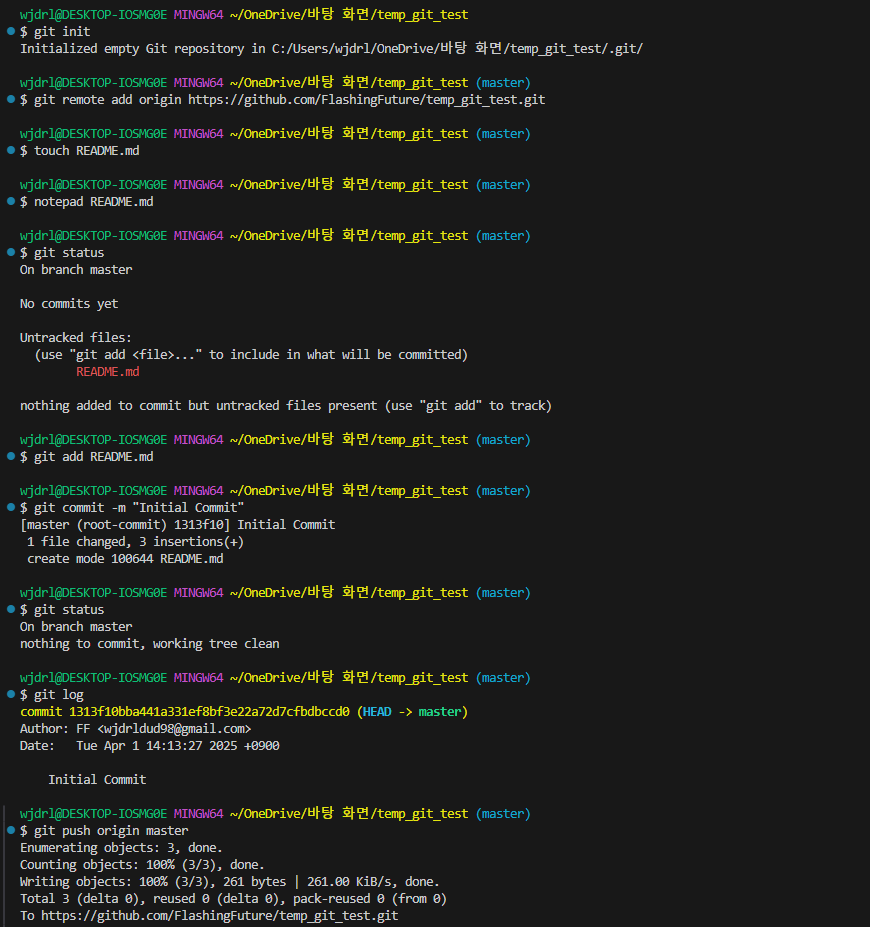 wjdrl@DESKTOP-IOSMG0E MINGW64 ~/OneDrive/바탕 화면/temp_git_test
$ git init
Initialized empty Git repository in C:/Users/wjdrl/OneDrive/바탕 화면/temp_git_test/.git/
wjdrl@DESKTOP-IOSMG0E MINGW64 ~/OneDrive/바탕 화면/temp_git_test (master)
$ git remote add origin https://github.com/FlashingFuture/temp_git_test.git
wjdrl@DESKTOP-IOSMG0E MINGW64 ~/OneDrive/바탕 화면/temp_git_test (master)
$ touch README.md
wjdrl@DESKTOP-IOSMG0E MINGW64 ~/OneDrive/바탕 화면/temp_git_test (master)
$ notepad README.md
wjdrl@DESKTOP-IOSMG0E MINGW64 ~/OneDrive/바탕 화면/temp_git_test (master)
$ git status
On branch master
No commits yet
Untracked files:
  (use "git add <file>..." to include in what will be committed)
        README.md
nothing added to commit but untracked files present (use "git add" to track)
wjdrl@DESKTOP-IOSMG0E MINGW64 ~/OneDrive/바탕 화면/temp_git_test (master)
$ git add README.md
wjdrl@DESKTOP-IOSMG0E MINGW64 ~/OneDrive/바탕 화면/temp_git_test (master)
$ git commit -m "Initial Commit"
[master (root-commit) 1313f10] Initial Commit
 1 file changed, 3 insertions(+)
 create mode 100644 README.md
wjdrl@DESKTOP-IOSMG0E MINGW64 ~/OneDrive/바탕 화면/temp_git_test (master)
$ git status
On branch master
nothing to commit, working tree clean
wjdrl@DESKTOP-IOSMG0E MINGW64 ~/OneDrive/바탕 화면/temp_git_test (master)
$ git log
commit 1313f10bba441a331ef8bf3e22a72d7cfbdbccd0 (HEAD -> master)
Author: FF <wjdrldud98@gmail.com>
Date:   Tue Apr 1 14:13:27 2025 +0900
    Initial Commit
wjdrl@DESKTOP-IOSMG0E MINGW64 ~/OneDrive/바탕 화면/temp_git_test (master)
$ git push origin master
Enumerating objects: 3, done.
Counting objects: 100% (3/3), done.
Writing objects: 100% (3/3), 261 bytes | 261.00 KiB/s, done.
Total 3 (delta 0), reused 0 (delta 0), pack-reused 0 (from 0)
To https://github.com/FlashingFuture/temp_git_test.git